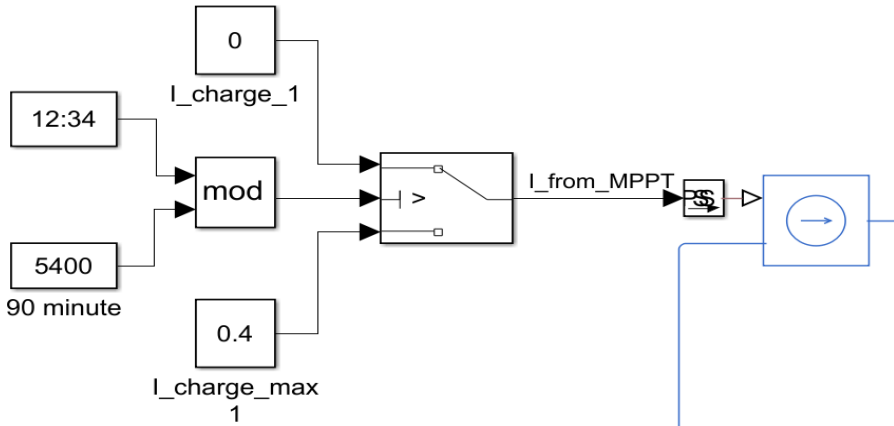 0
I_charge_1
12:34
mod
>
I_from_MPPT
5400
90 minute
0.4
I_charge_max
1